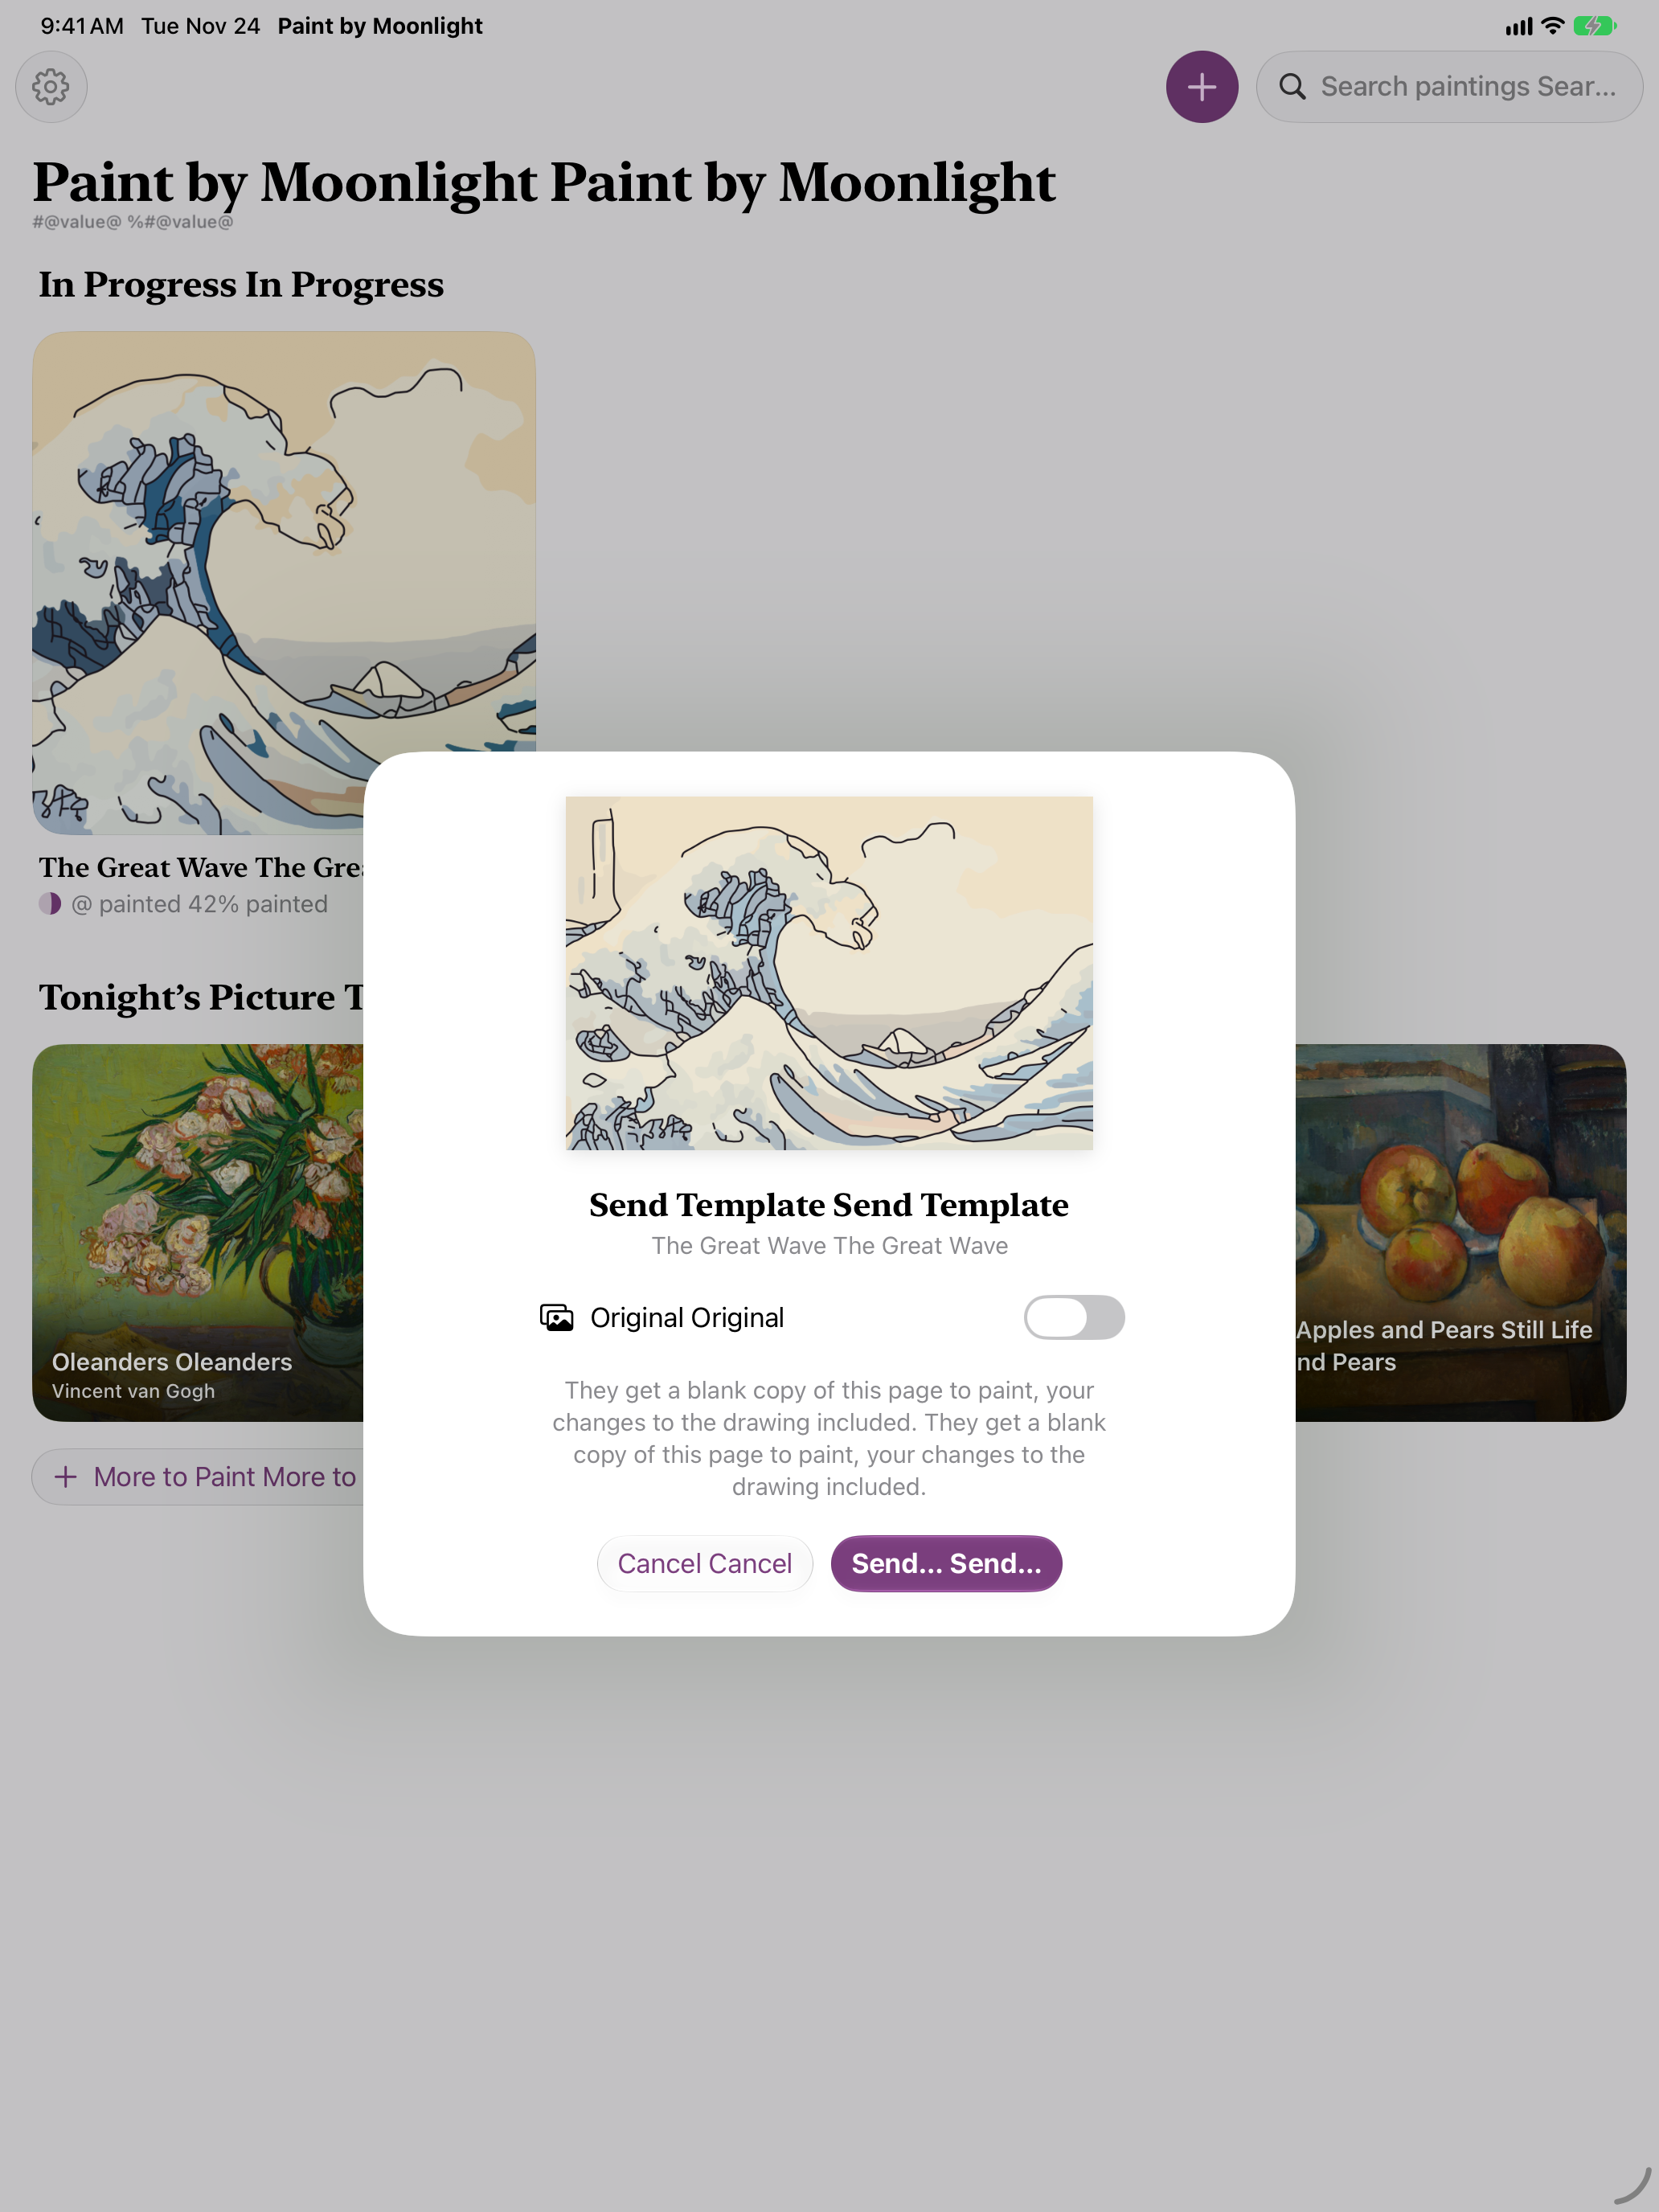 9:41 AM Tue Nov 24 Paint by Moonlight
Search paintings Sear...
Paint by Moonlight Paint by Moonlight
#@value@ %#@value@
In Progress In Progress
The Great Wave The Grea
@ painted 42% painted
Tonight's Picture T
Oleanders Oleanders
Vincent van Gogh
Apples and Pears Still Life
nd Pears
More to Paint More to
Send Template Send Template
The Great Wave The Great Wave
Original Original
They get a blank copy of this page to paint, your
changes to the drawing included. They get a blank
copy of this page to paint, your changes to the
drawing included.
Cancel Cancel
Send... Send...